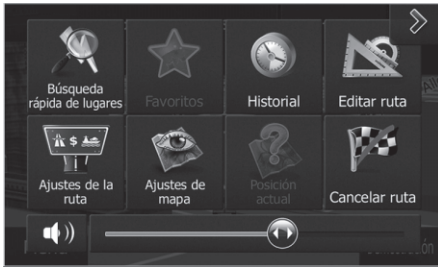 Búsqueda
rápida de lugares
Favoritos
Historial
Editar ruta
Ajustes de la
ruta
Ajustes de
mapa
Posición
actual
Cancelar ruta